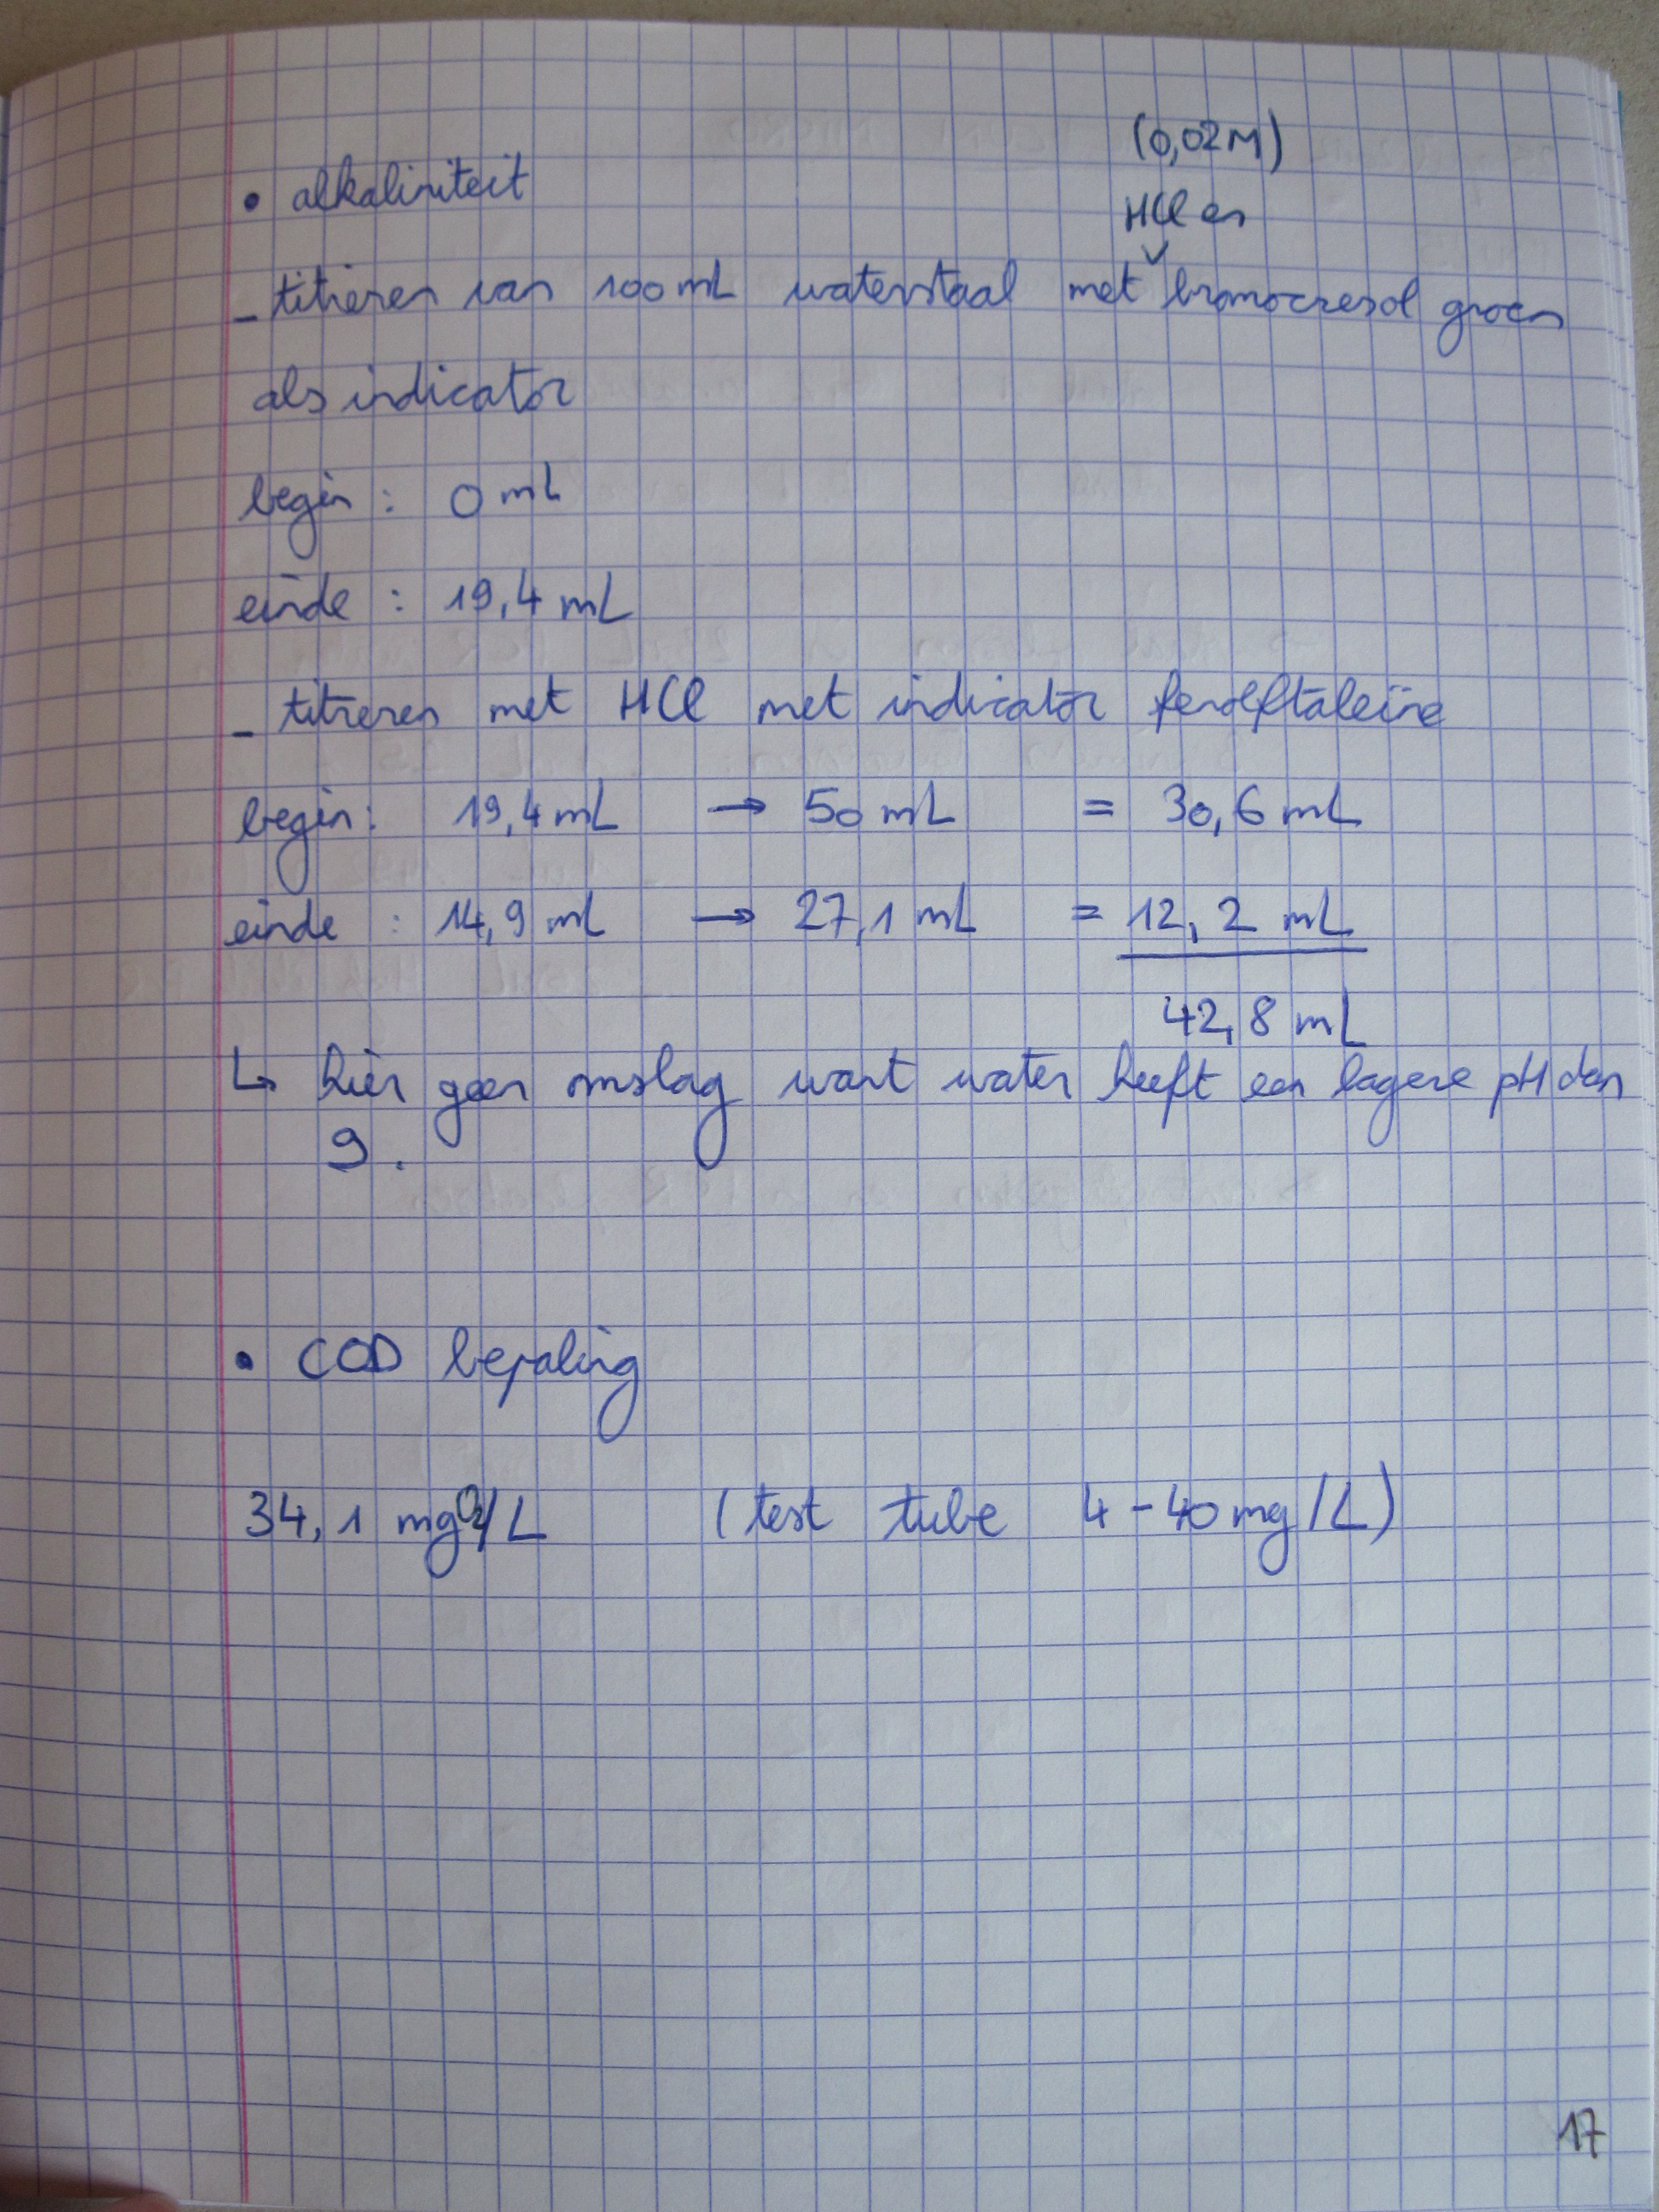 (0,02M)
• alkaliniteit
HCl en
- titreren van 100 mL waterstaal met bromocresol groen
als indicator
begin : 0 mL
einde : 19,4 mL
- titreren met HCl met indicator fenolftaleïne
begin: 19,4 mL → 50 mL = 30,6 mL
einde : 14,9 mL → 27,1 mL = 12,2 mL
42,8 mL
↳ hier geen omslag want water heeft een lagere pH dan
9.
• COD bepaling
34,1 mgO₂/L (test tube 4-40 mg/L)
17